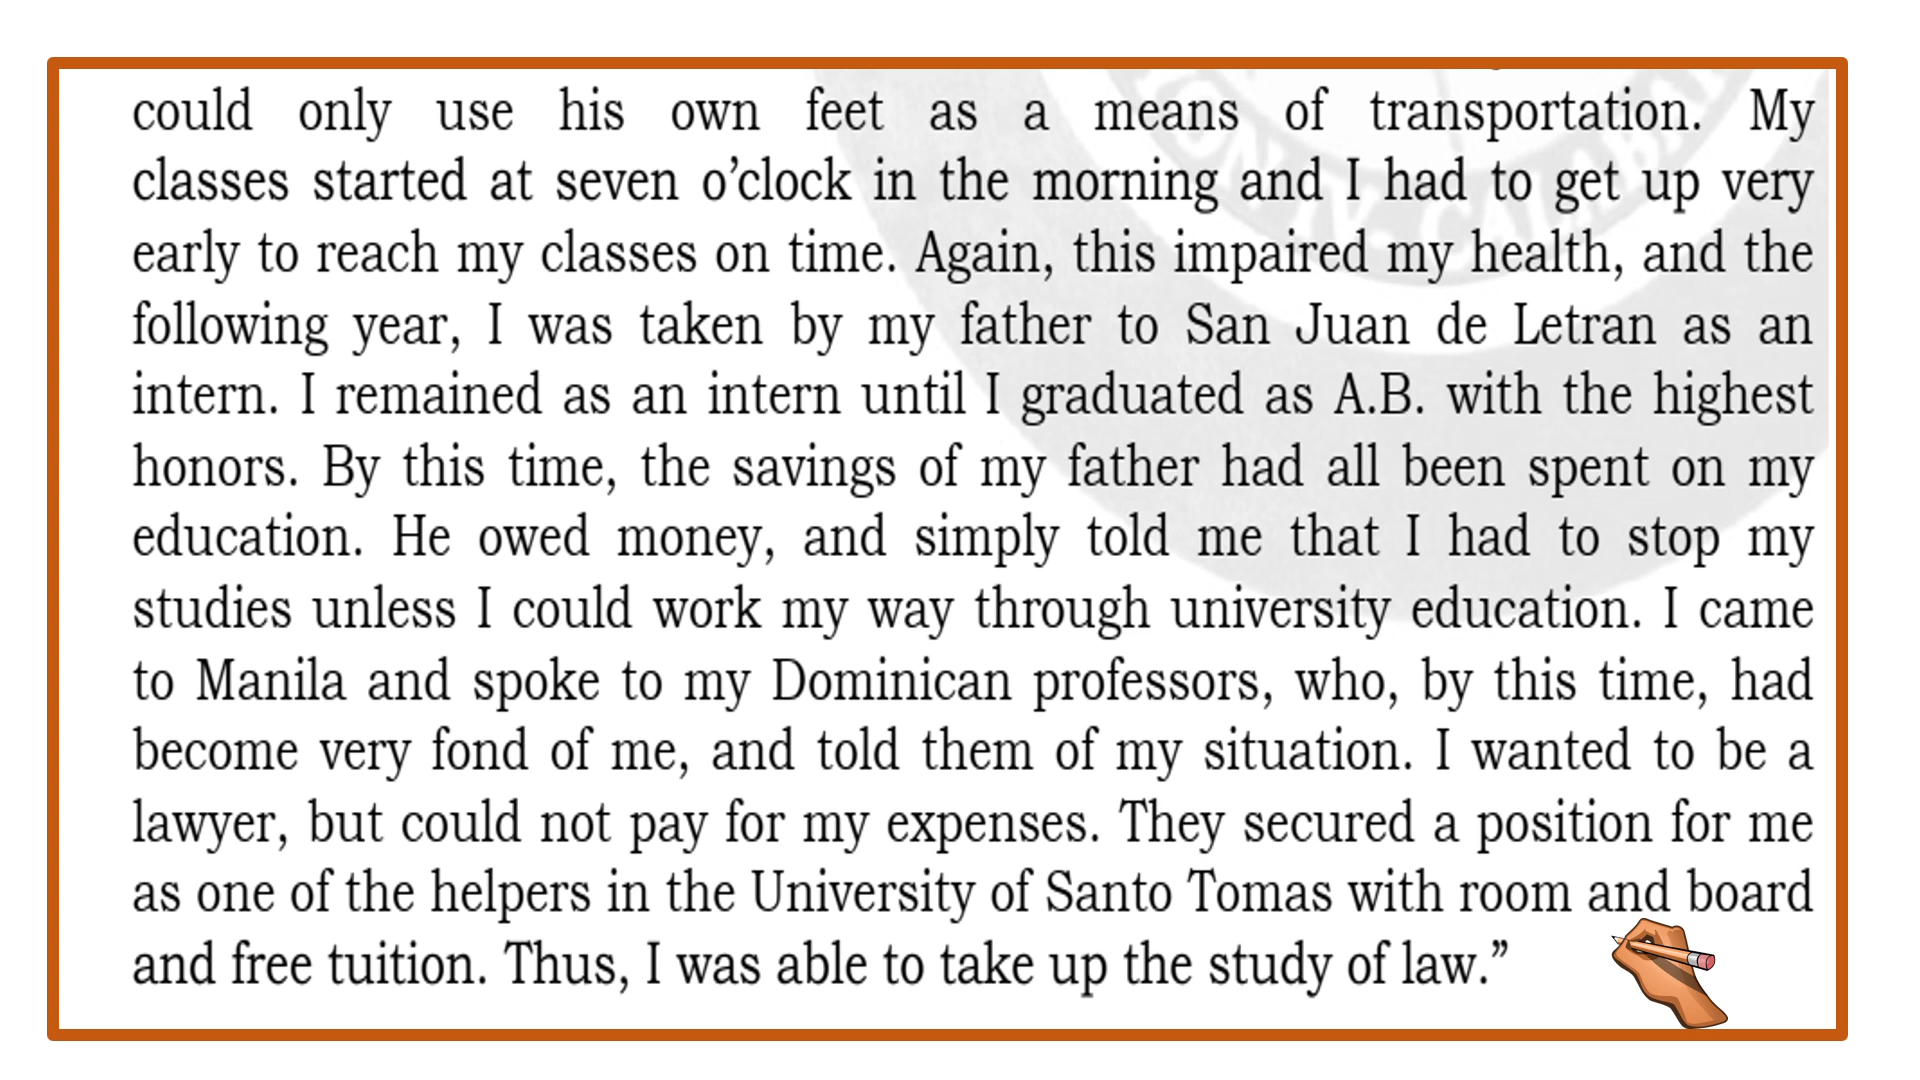 could only use his own feet as a means of transportation. My
classes started at seven o’clock in the morning and I had to get up very
early to reach my classes on time. Again, this impaired my health, and the
following year, I was taken by my father to San Juan de Letran as an
intern. I remained as an intern until I graduated as A.B. with the highest
honors. By this time, the savings of my father had all been spent on my
education. He owed money, and simply told me that I had to stop my
studies unless I could work my way through university education. I came
to Manila and spoke to my Dominican professors, who, by this time, had
become very fond of me, and told them of my situation. I wanted to be a
lawyer, but could not pay for my expenses. They secured a position for me
as one of the helpers in the University of Santo Tomas with room and board
and free tuition. Thus, I was able to take up the study of law.”